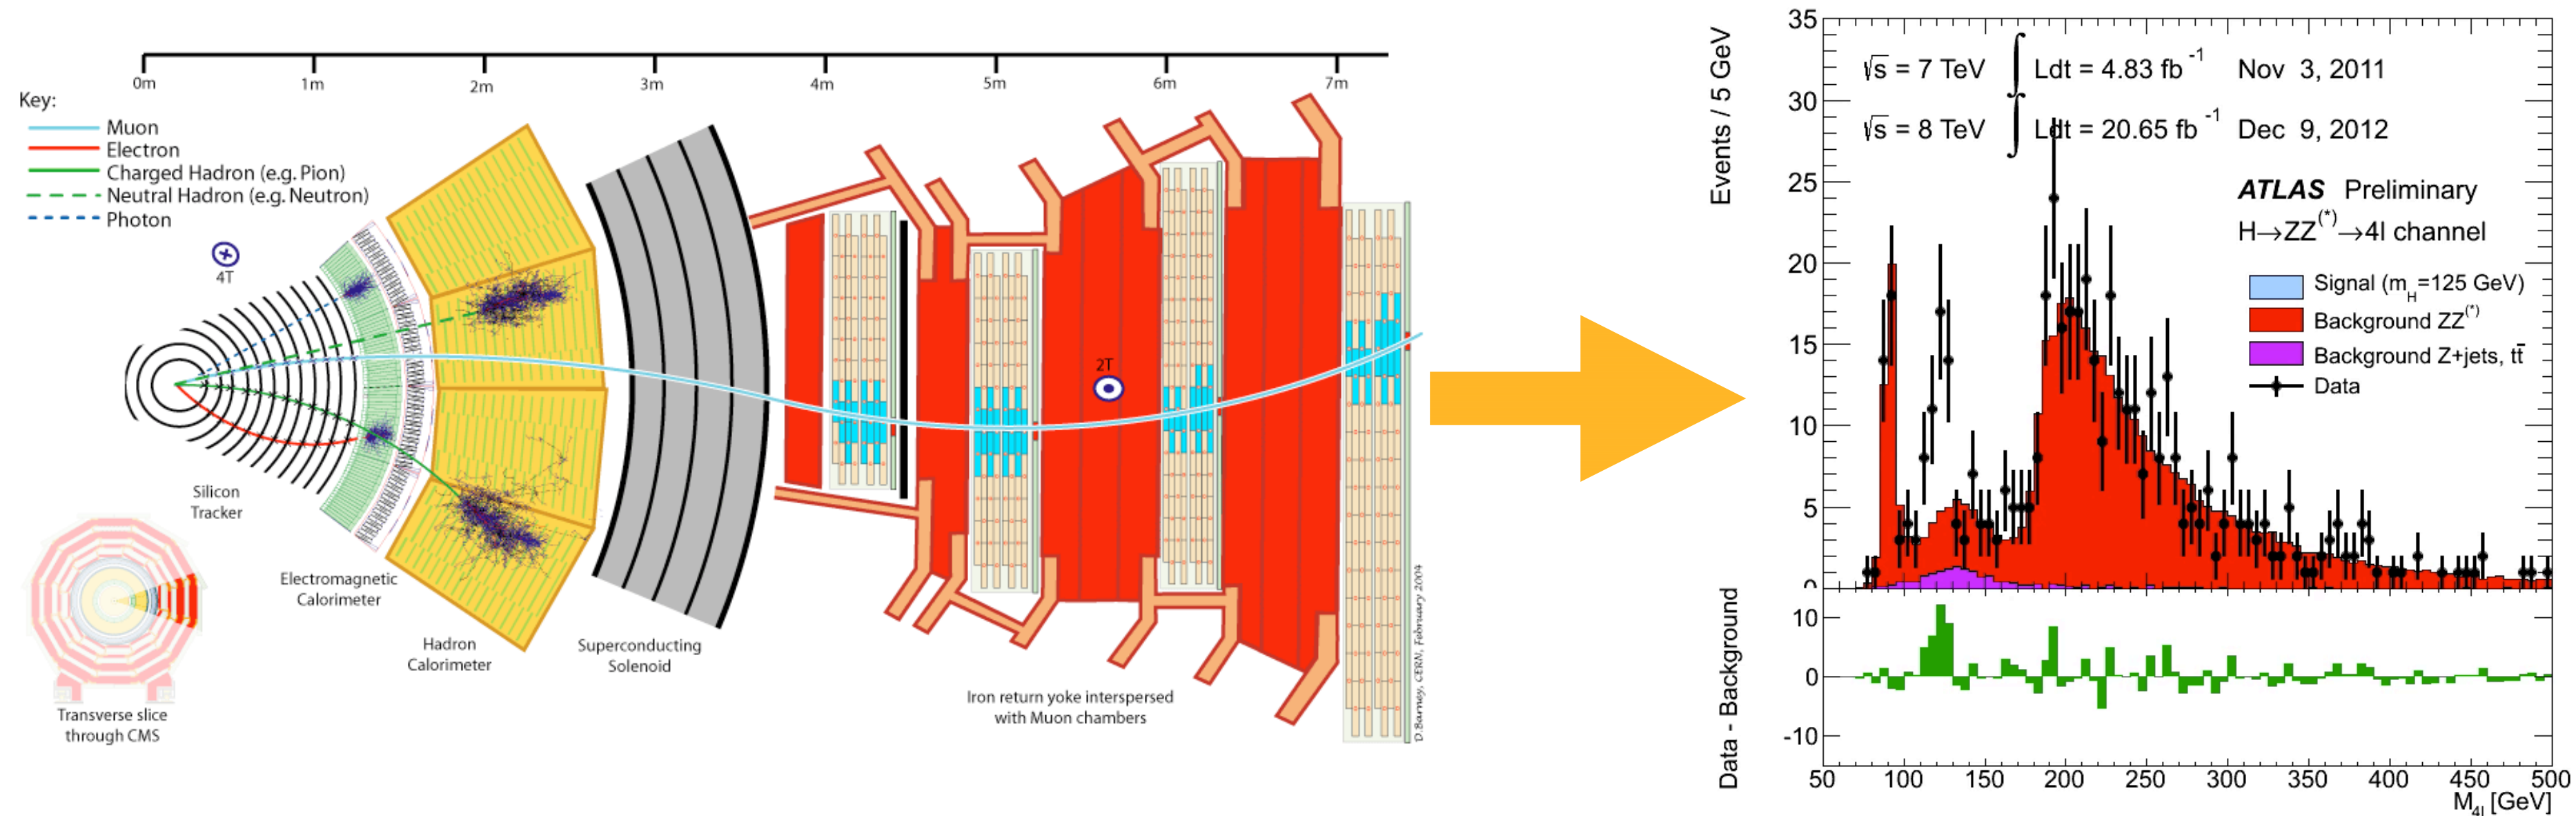 0m
1m
2m
3m
4m
5m
6m
7m
Key:
Muon
Electron
Charged Hadron (e.g. Pion)
Neutral Hadron (e.g. Neutron)
Photon
4T
2T
Silicon
Tracker
Electromagnetic
Calorimeter
Hadron
Calorimeter
Superconducting
Solenoid
Iron return yoke interspersed
with Muon chambers
Transverse slice
through CMS
D.Barney, CERN, February 2004
Events / 5 GeV
35
30
25
20
15
10
5
0
√s = 7 TeV ∫ Ldt = 4.83 fb⁻¹ Nov 3, 2011
√s = 8 TeV ∫ Ldt = 20.65 fb⁻¹ Dec 9, 2012
ATLAS Preliminary
H→ZZ(*)→4l channel
Signal (m_H=125 GeV)
Background ZZ(*)
Background Z+jets, tt̄
Data
Data - Background
10
0
-10
50 100 150 200 250 300 350 400 450 500
M_4l [GeV]